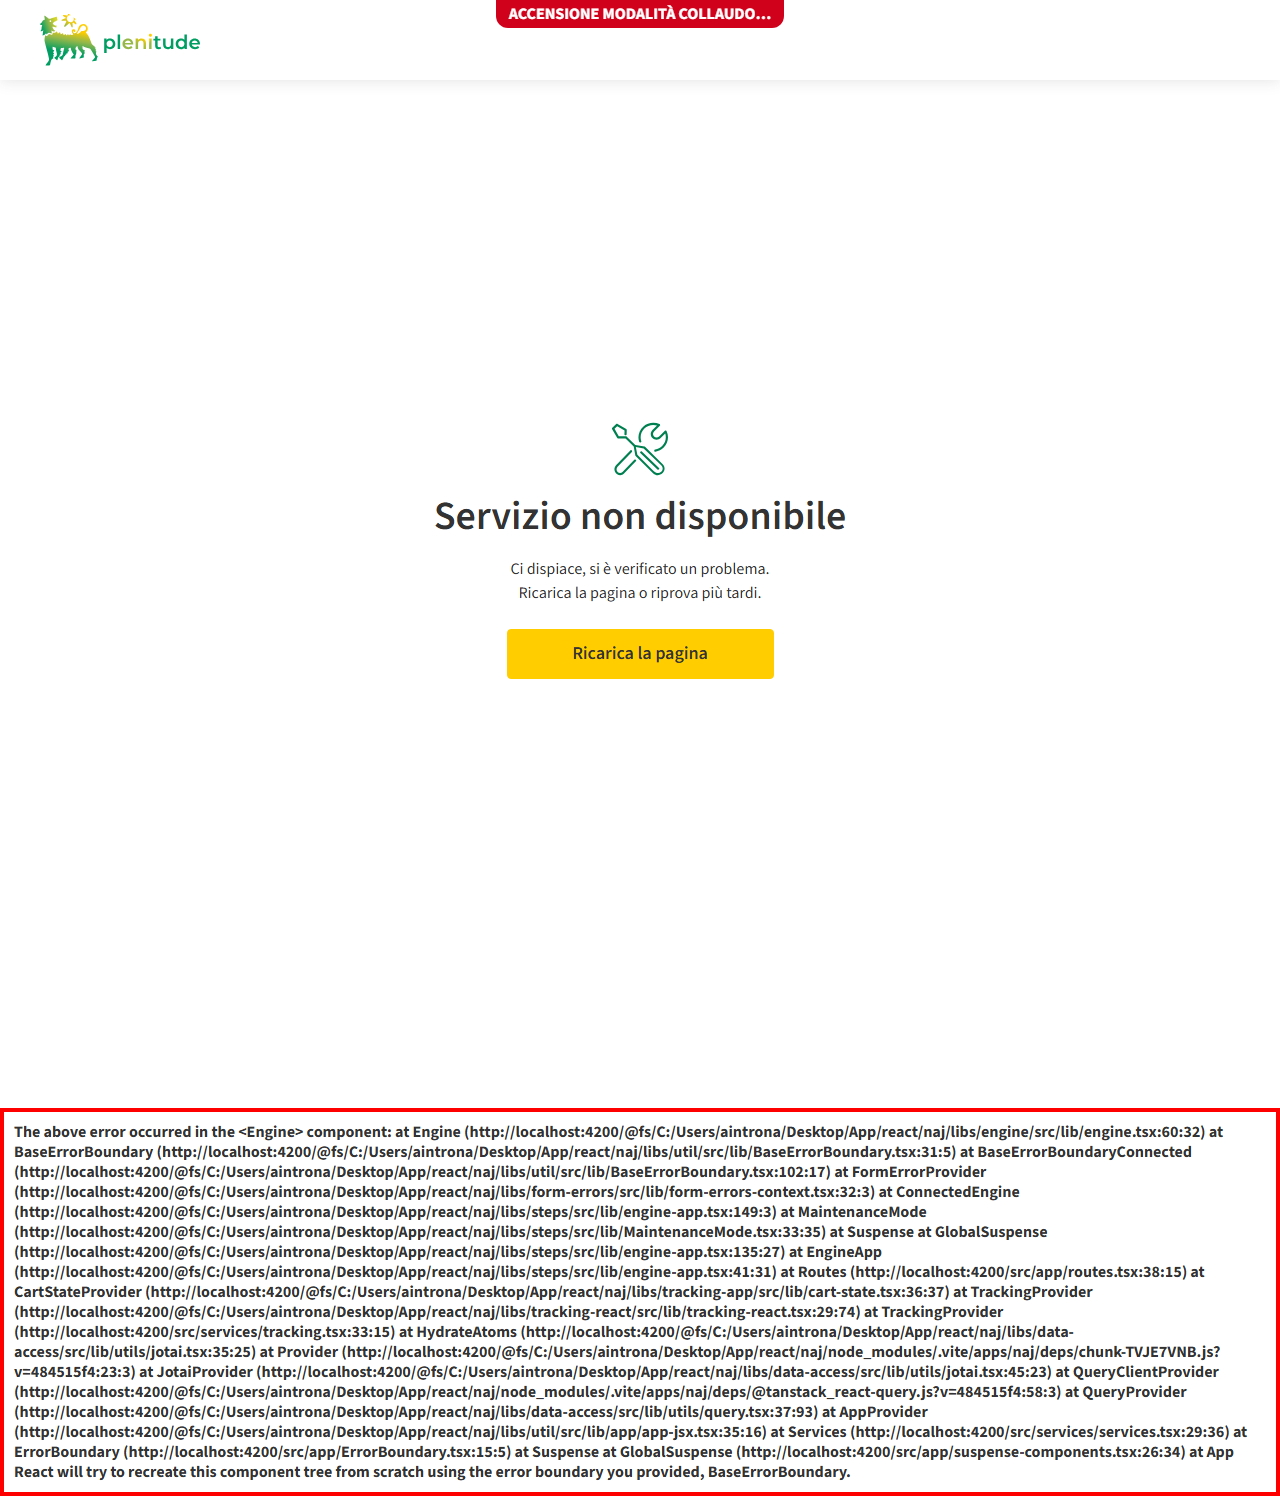 ACCENSIONE MODALITÀ COLLAUDO...
plenitude
Servizio non disponibile
Ci dispiace, si è verificato un problema.
Ricarica la pagina o riprova più tardi.
Ricarica la pagina
The above error occurred in the <Engine> component: at Engine (http://localhost:4200/@fs/C:/Users/aintrona/Desktop/App/react/naj/libs/engine/src/lib/engine.tsx:60:32) at
BaseErrorBoundary (http://localhost:4200/@fs/C:/Users/aintrona/Desktop/App/react/naj/libs/util/src/lib/BaseErrorBoundary.tsx:31:5) at BaseErrorBoundaryConnected
(http://localhost:4200/@fs/C:/Users/aintrona/Desktop/App/react/naj/libs/util/src/lib/BaseErrorBoundary.tsx:102:17) at FormErrorProvider
(http://localhost:4200/@fs/C:/Users/aintrona/Desktop/App/react/naj/libs/form-errors/src/lib/form-errors-context.tsx:32:3) at ConnectedEngine
(http://localhost:4200/@fs/C:/Users/aintrona/Desktop/App/react/naj/libs/steps/src/lib/engine-app.tsx:149:3) at MaintenanceMode
(http://localhost:4200/@fs/C:/Users/aintrona/Desktop/App/react/naj/libs/steps/src/lib/MaintenanceMode.tsx:33:35) at Suspense at GlobalSuspense
(http://localhost:4200/@fs/C:/Users/aintrona/Desktop/App/react/naj/libs/steps/src/lib/engine-app.tsx:135:27) at EngineApp
(http://localhost:4200/@fs/C:/Users/aintrona/Desktop/App/react/naj/libs/steps/src/lib/engine-app.tsx:41:31) at Routes (http://localhost:4200/src/app/routes.tsx:38:15) at
CartStateProvider (http://localhost:4200/@fs/C:/Users/aintrona/Desktop/App/react/naj/libs/tracking-app/src/lib/cart-state.tsx:36:37) at TrackingProvider
(http://localhost:4200/@fs/C:/Users/aintrona/Desktop/App/react/naj/libs/tracking-react/src/lib/tracking-react.tsx:29:74) at TrackingProvider
(http://localhost:4200/src/services/tracking.tsx:33:15) at HydrateAtoms (http://localhost:4200/@fs/C:/Users/aintrona/Desktop/App/react/naj/libs/data-
access/src/lib/utils/jotai.tsx:35:25) at Provider (http://localhost:4200/@fs/C:/Users/aintrona/Desktop/App/react/naj/node_modules/.vite/apps/naj/deps/chunk-TVJE7VNB.js?
v=484515f4:23:3) at JotaiProvider (http://localhost:4200/@fs/C:/Users/aintrona/Desktop/App/react/naj/libs/data-access/src/lib/utils/jotai.tsx:45:23) at QueryClientProvider
(http://localhost:4200/@fs/C:/Users/aintrona/Desktop/App/react/naj/node_modules/.vite/apps/naj/deps/@tanstack_react-query.js?v=484515f4:58:3) at QueryProvider
(http://localhost:4200/@fs/C:/Users/aintrona/Desktop/App/react/naj/libs/data-access/src/lib/utils/query.tsx:37:93) at AppProvider
(http://localhost:4200/@fs/C:/Users/aintrona/Desktop/App/react/naj/libs/util/src/lib/app/app-jsx.tsx:35:16) at Services (http://localhost:4200/src/services/services.tsx:29:36) at
ErrorBoundary (http://localhost:4200/src/app/ErrorBoundary.tsx:15:5) at Suspense at GlobalSuspense (http://localhost:4200/src/app/suspense-components.tsx:26:34) at App
React will try to recreate this component tree from scratch using the error boundary you provided, BaseErrorBoundary.